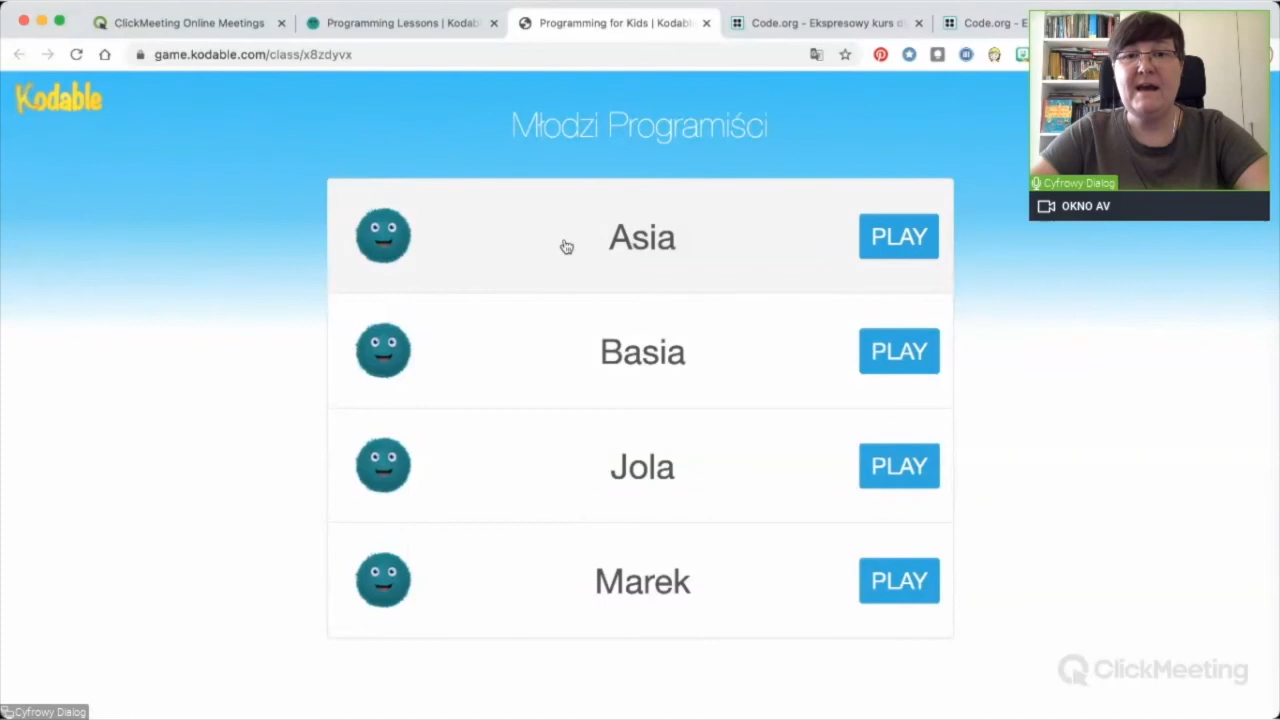 ClickMeeting Online Meetings
Programming Lessons | Kodab
Programming for Kids | Kodabl
Code.org - Ekspresowy kurs d
Code.org - E
game.kodable.com/class/x8zdyvx
Kodable
Młodzi Programiści
Asia
PLAY
Basia
PLAY
Jola
PLAY
Marek
PLAY
Cyfrowy Dialog
OKNO AV
ClickMeeting
Cyfrowy Dialog